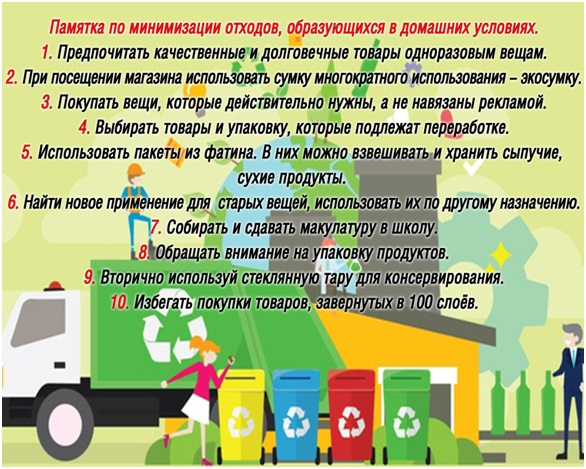 Памятка по минимизации отходов, образующихся в домашних условиях.
1. Предпочитать качественные и долговечные товары одноразовым вещам.
2. При посещении магазина использовать сумку многократного использования – экосумку.
3. Покупать вещи, которые действительно нужны, а не навязаны рекламой.
4. Выбирать товары и упаковку, которые подлежат переработке.
5. Использовать пакеты из фатина. В них можно взвешивать и хранить сыпучие,
сухие продукты.
6. Найти новое применение для старых вещей, использовать их по другому назначению.
7. Собирать и сдавать макулатуру в школу.
8. Обращать внимание на упаковку продуктов.
9. Вторично используй стеклянную тару для консервирования.
10. Избегать покупки товаров, завернутых в 100 слоёв.